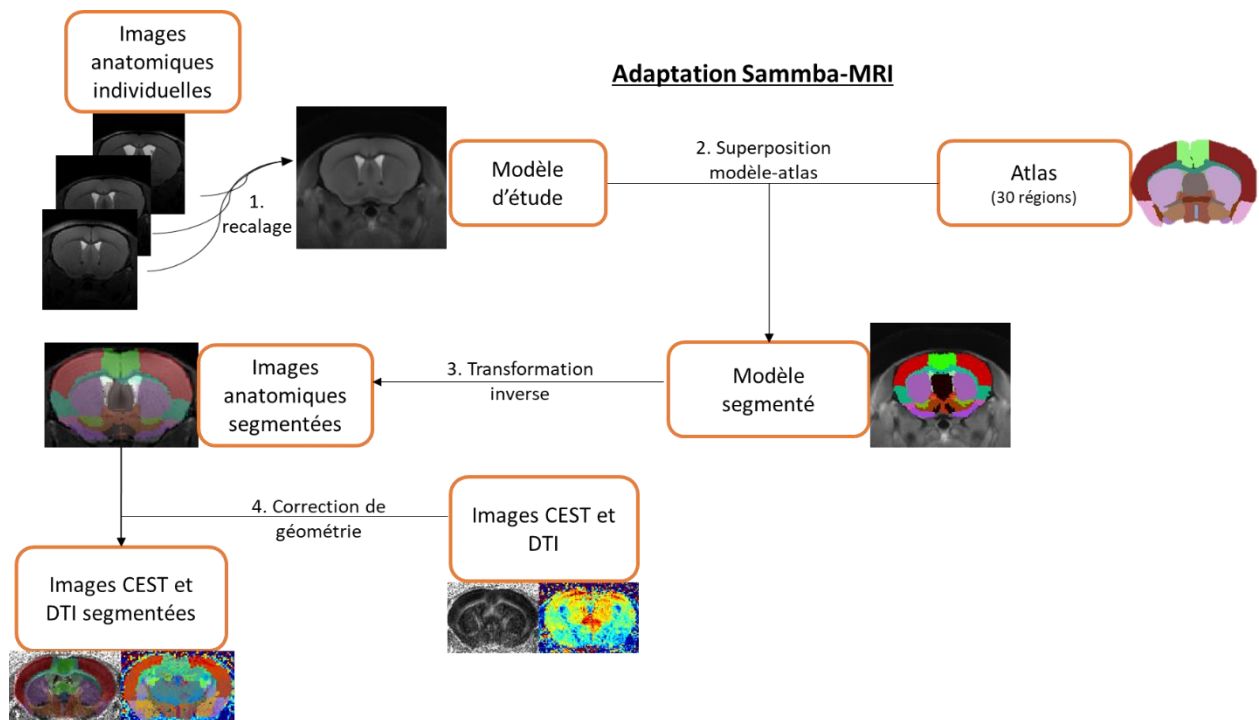 Images
anatomiques
individuelles
Adaptation Sammba-MRI
1.
recalage
Modèle
d'étude
2. Superposition
modèle-atlas
Atlas
(30 régions)
Images
anatomiques
segmentées
3. Transformation
inverse
Modèle
segmenté
4. Correction de
géométrie
Images CEST et
DTI
Images CEST et
DTI segmentées